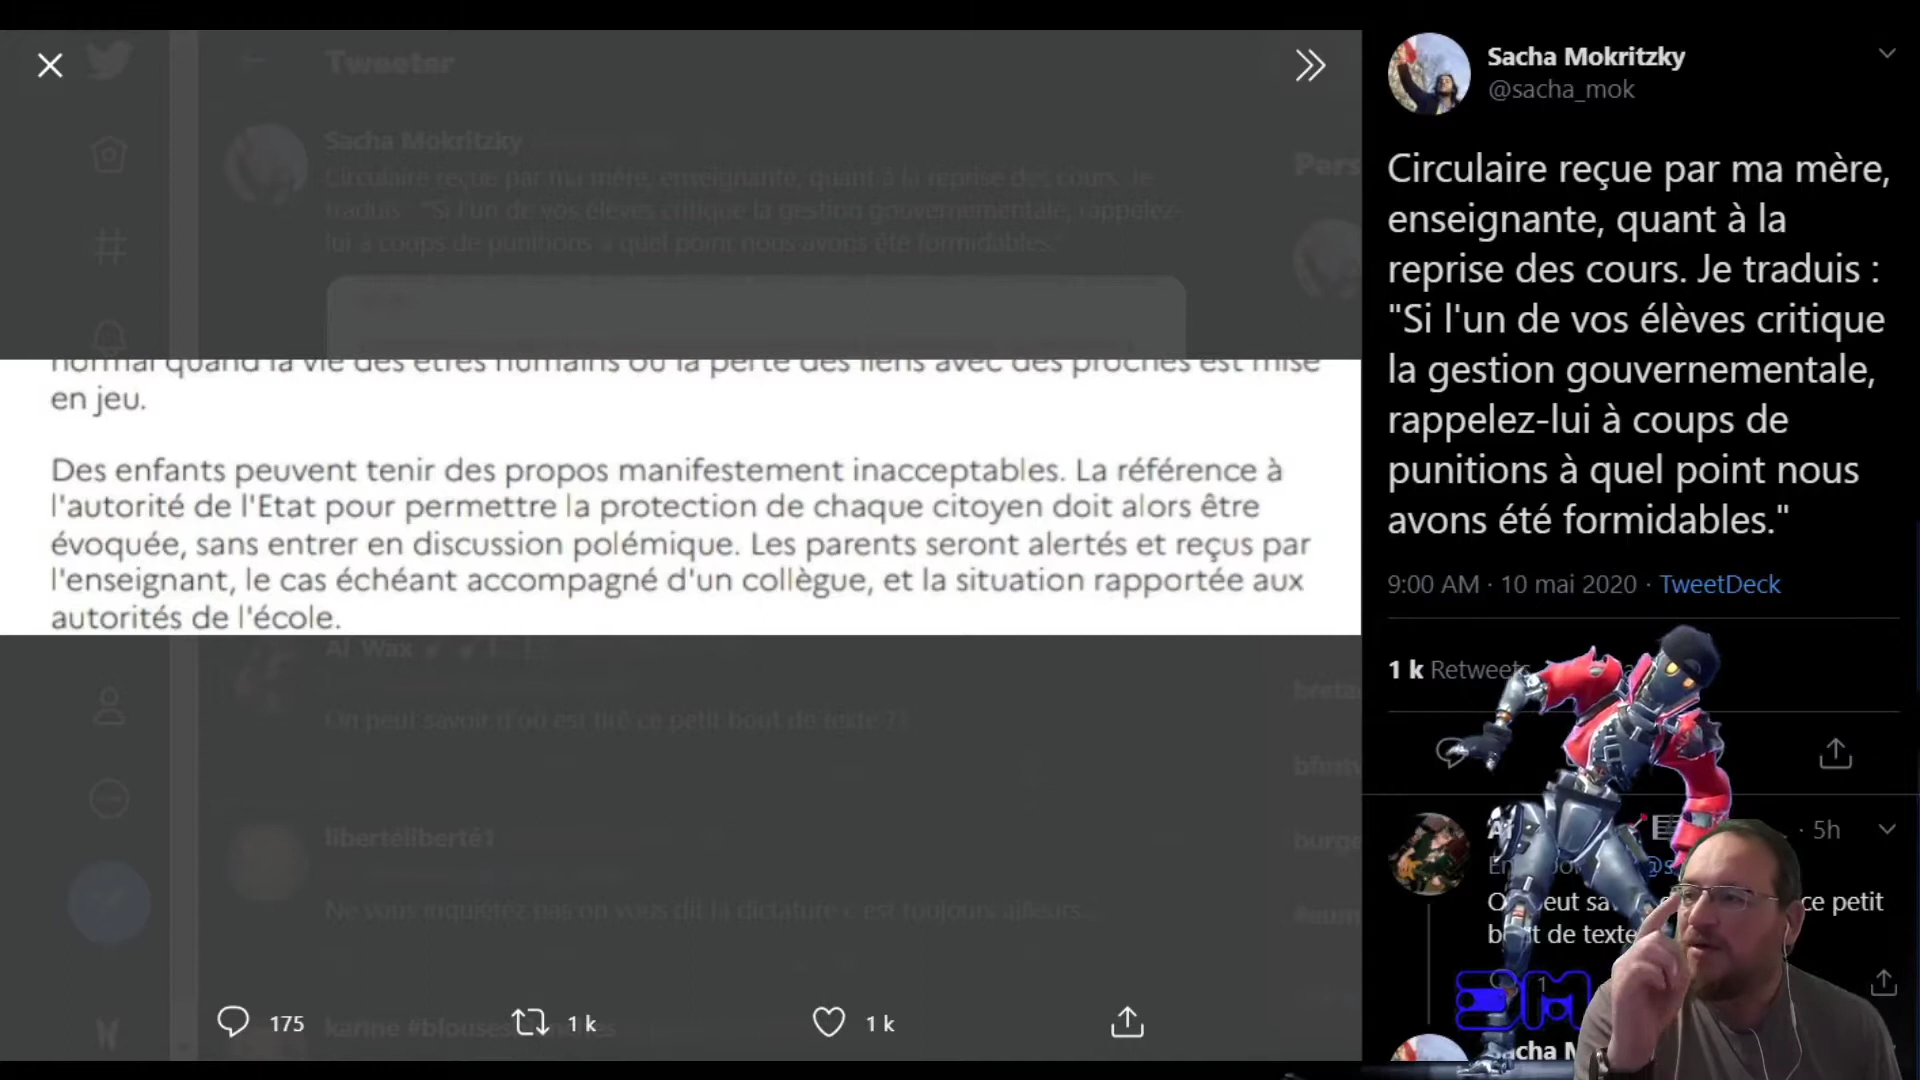 Tweeter
Sacha Mokritzky
Circulaire reçue par ma mère, enseignante, quant à la reprise des cours. Je
traduis : "Si l'un de vos élèves critique la gestion gouvernementale, rappelez-
lui à coups de punitions à quel point nous avons été formidables."
Pers
normal quand la vie des êtres humains ou la perte des liens avec des proches est mise
en jeu.
Des enfants peuvent tenir des propos manifestement inacceptables. La référence à
l'autorité de l'Etat pour permettre la protection de chaque citoyen doit alors être
évoquée, sans entrer en discussion polémique. Les parents seront alertés et reçus par
l'enseignant, le cas échéant accompagné d'un collègue, et la situation rapportée aux
autorités de l'école.
Al Wax
On peut savoir d'où est tiré ce petit bout de texte ??
libertéliberté1
Ne vous inquiétez pas on vous dit la dictature c est toujours ailleurs...
karine
175
1 k
1 k
Sacha Mokritzky
@sacha_mok
Circulaire reçue par ma mère,
enseignante, quant à la
reprise des cours. Je traduis :
"Si l'un de vos élèves critique
la gestion gouvernementale,
rappelez-lui à coups de
punitions à quel point nous
avons été formidables."
9:00 AM · 10 mai 2020 · TweetDeck
1 k Retweets
· 5h
ce petit
de texte